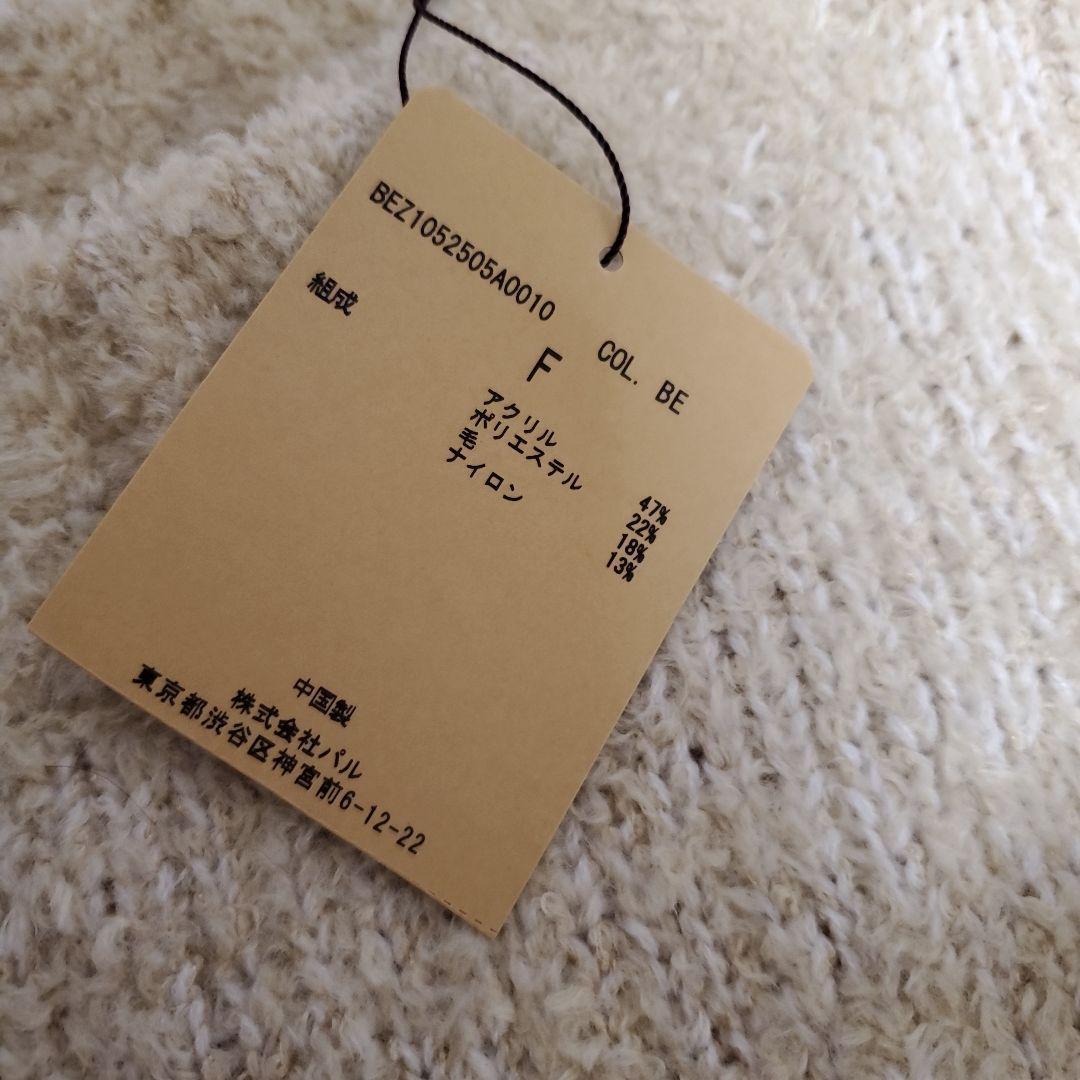 BEZ1052505A0010 COL. BE
組成
F
アクリル 47%
ポリエステル 22%
毛 18%
ナイロン 13%
中国製
株式会社パル
東京都渋谷区神宮前6-12-22